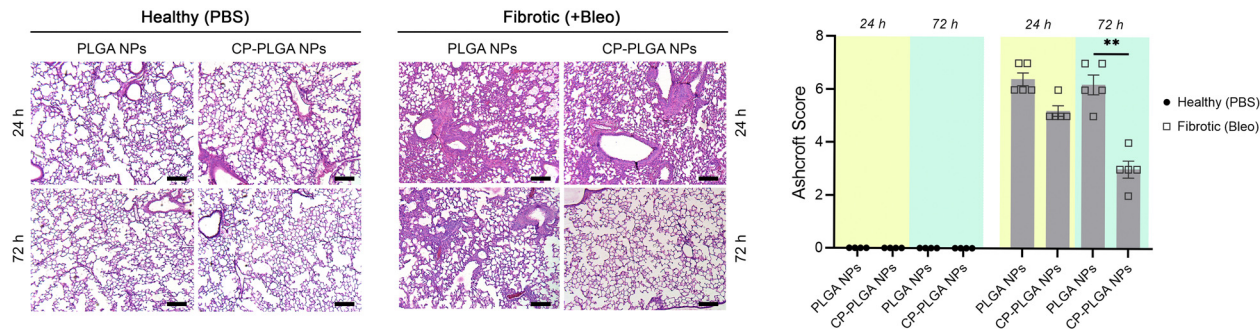 Healthy (PBS)
PLGA NPs
CP-PLGA NPs
24 h
72 h
Fibrotic (+Bleo)
PLGA NPs
CP-PLGA NPs
24 h
72 h
24 h
72 h
24 h
72 h
**
Ashcroft Score
8
6
4
2
0
PLGA NPs
CP-PLGA NPs
PLGA NPs
CP-PLGA NPs
PLGA NPs
CP-PLGA NPs
PLGA NPs
CP-PLGA NPs
Healthy (PBS)
Fibrotic (Bleo)